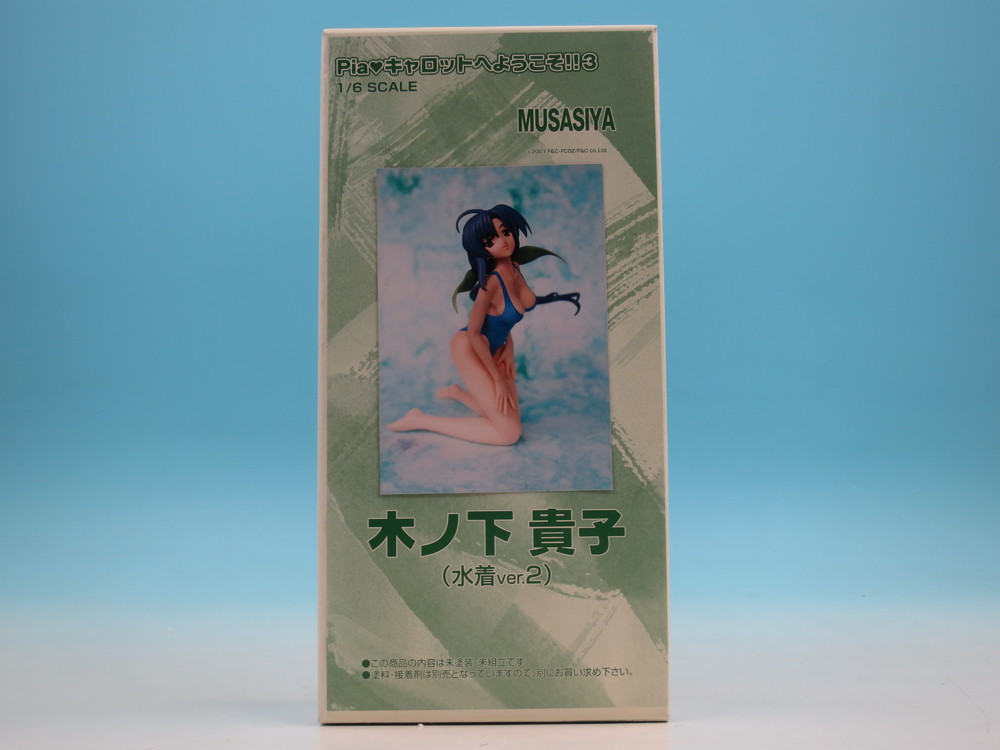 Pia♥キャロットへようこそ!!3
1/6 SCALE
MUSASIYA
木ノ下 貴子
(水着ver.2)
●この商品の内容は未塗装、未組立です
●塗料・接着剤は別売となっていますので、別にお買い求め下さい。